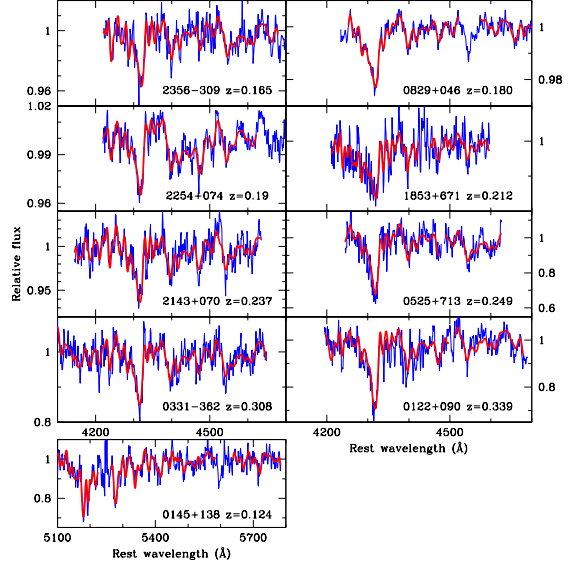 1
0.96
2356−309 z=0.165
1
0.98
0829+046 z=0.180
1.02
0.99
0.96
2254+074 z=0.19
1
1853+671 z=0.212
Relative flux
1
0.95
2143+070 z=0.237
1
0.8
0.6
0525+713 z=0.249
1
0.8
0331−362 z=0.308
1
0.8
0122+090 z=0.339
4200 4500
4200 4500
Rest wavelength (Å)
1
0.8
0145+138 z=0.124
5100 5400 5700
Rest wavelength (Å)